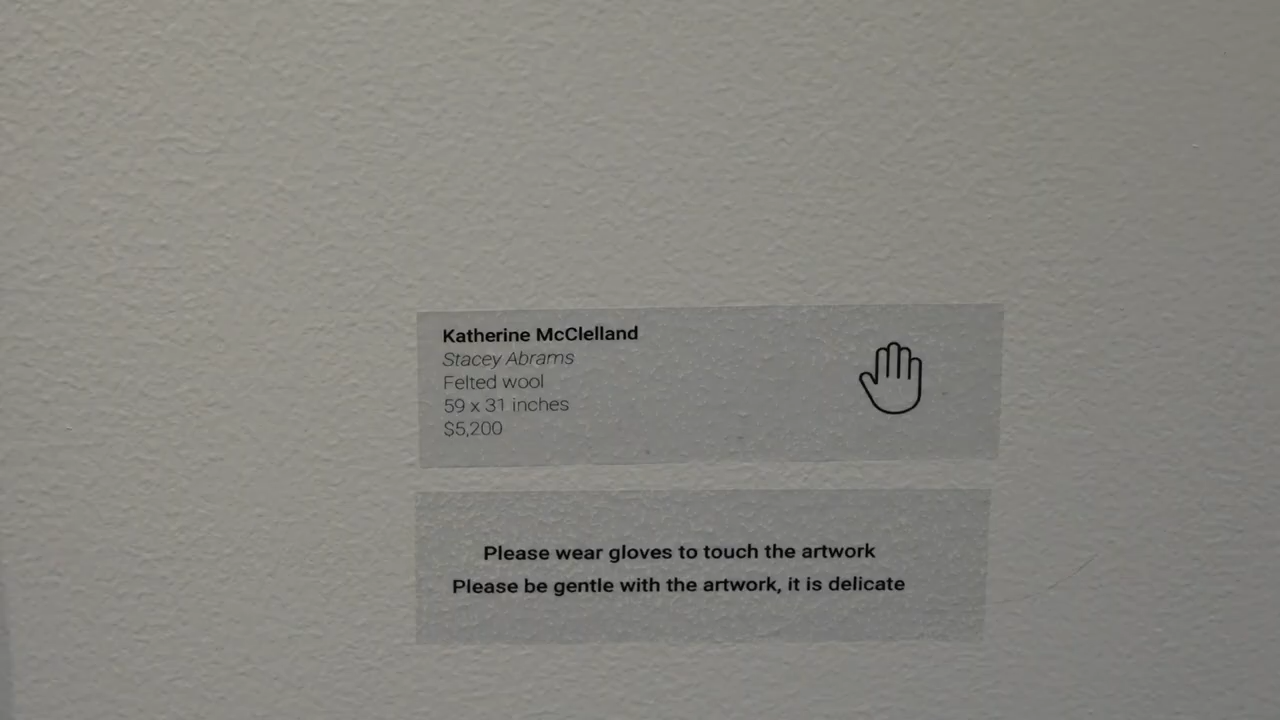 Katherine McClelland
Stacey Abrams
Felted wool
59 x 31 inches
$5,200
Please wear gloves to touch the artwork
Please be gentle with the artwork, it is delicate